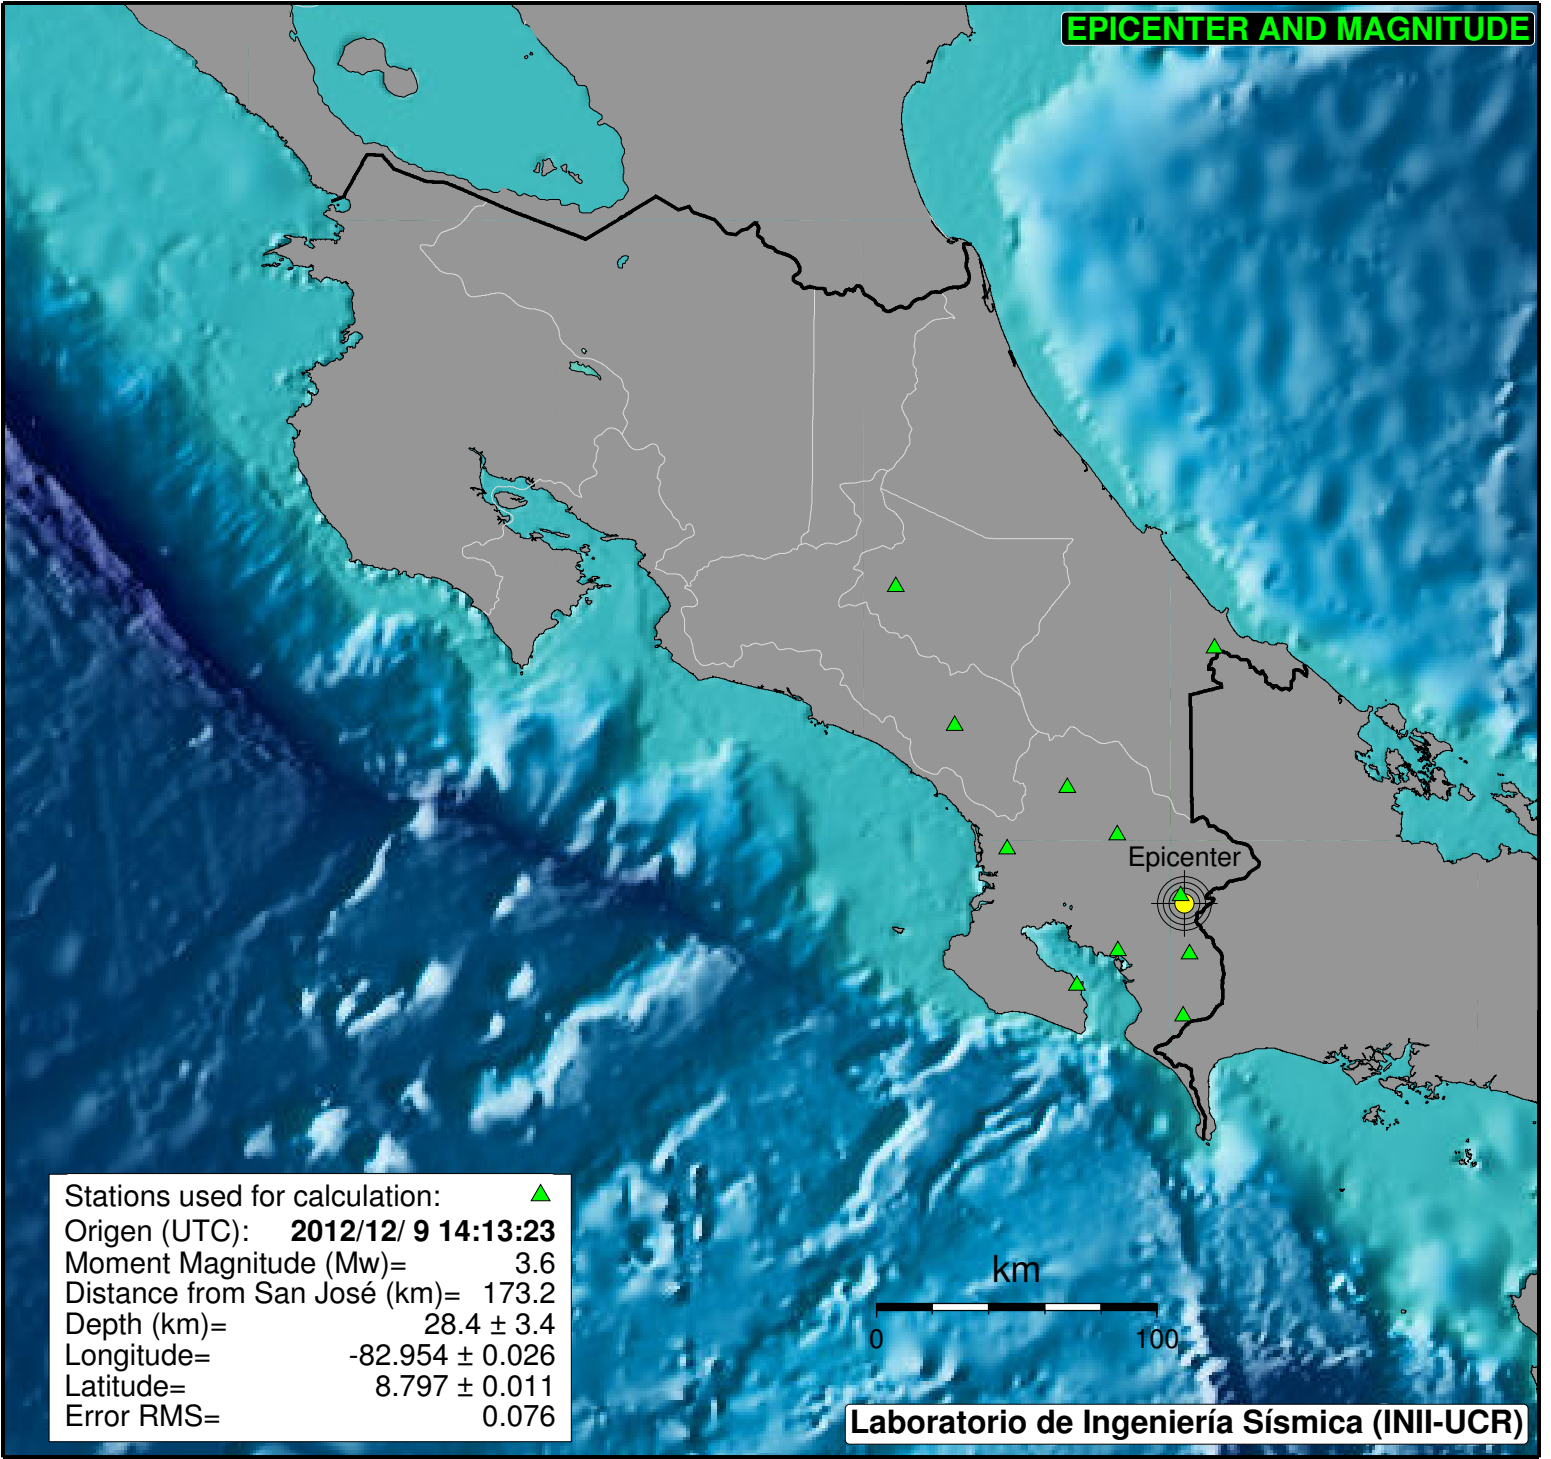 EPICENTER AND MAGNITUDE
Epicenter
Stations used for calculation:
Origen (UTC): 2012/12/ 9 14:13:23
Moment Magnitude (Mw)= 3.6
Distance from San José (km)= 173.2
Depth (km)= 28.4 ± 3.4
Longitude= -82.954 ± 0.026
Latitude= 8.797 ± 0.011
Error RMS= 0.076
km
0 100
Laboratorio de Ingeniería Sísmica (INII-UCR)